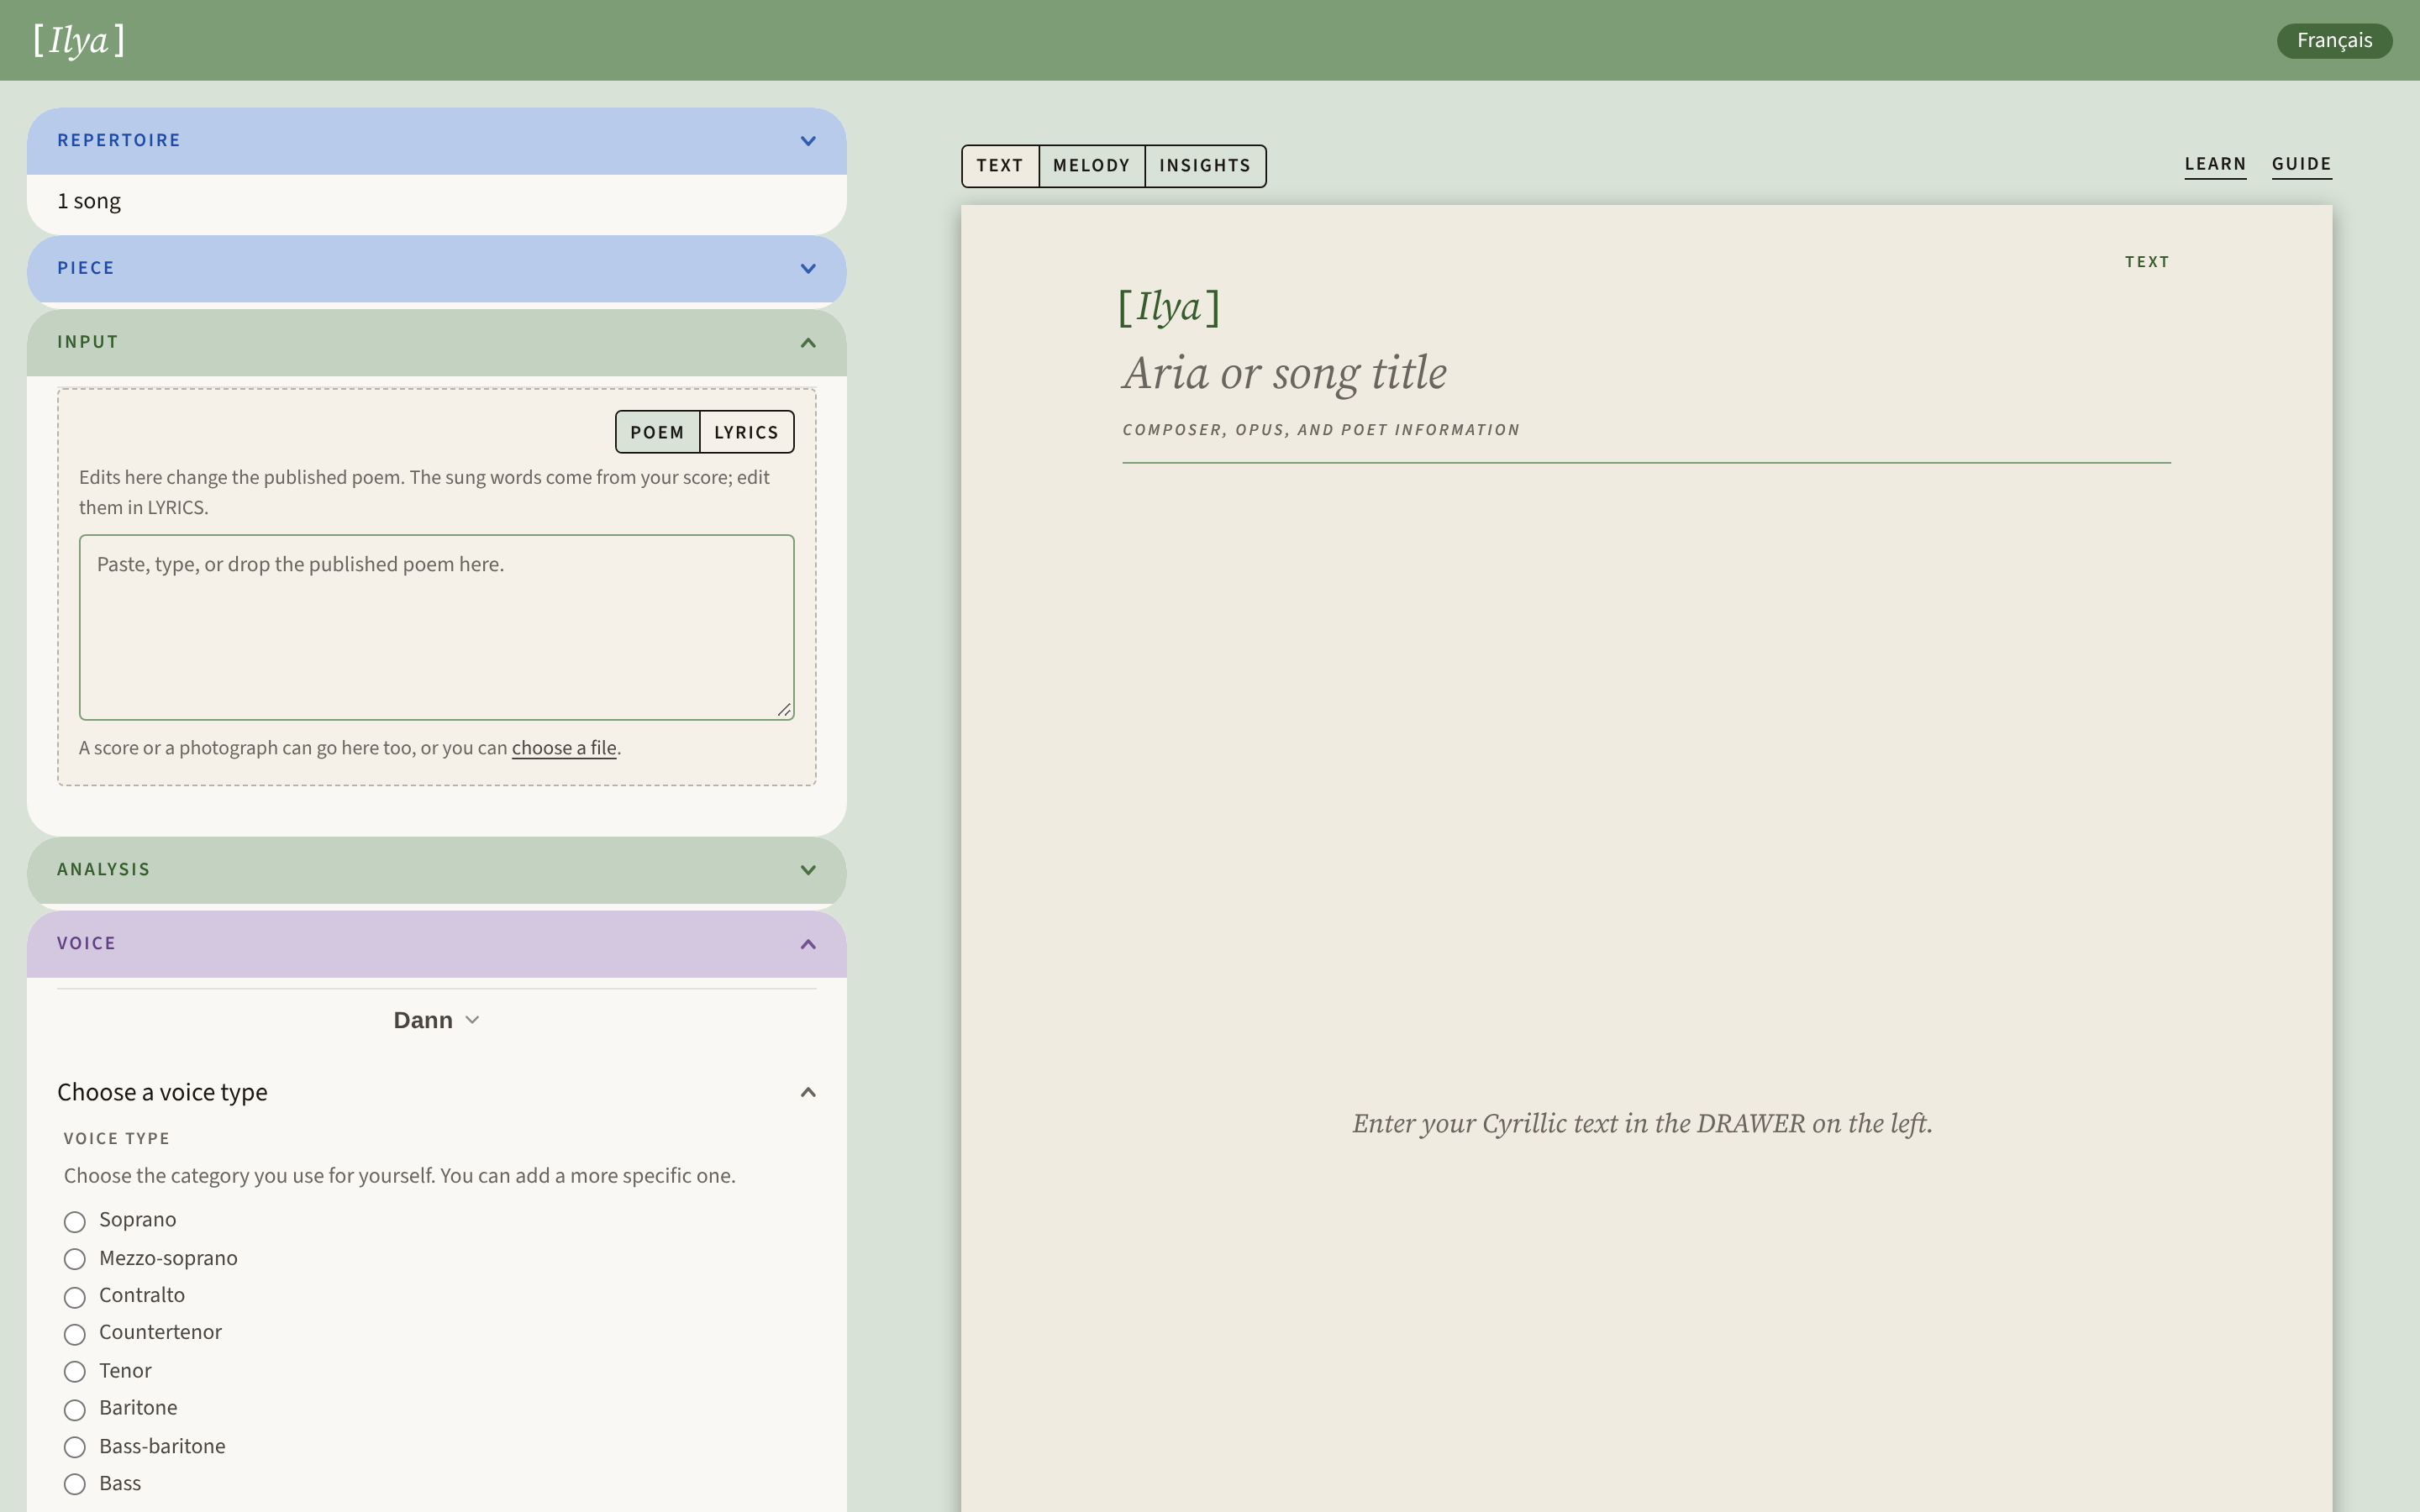 [Ilya]
Français
REPERTOIRE
1 song
PIECE
INPUT
POEM LYRICS
Edits here change the published poem. The sung words come from your score; edit
them in LYRICS.
Paste, type, or drop the published poem here.
A score or a photograph can go here too, or you can choose a file.
ANALYSIS
VOICE
Dann
Choose a voice type
VOICE TYPE
Choose the category you use for yourself. You can add a more specific one.
Soprano
Mezzo-soprano
Contralto
Countertenor
Tenor
Baritone
Bass-baritone
Bass
TEXT MELODY INSIGHTS
LEARN GUIDE
TEXT
[Ilya]
Aria or song title
COMPOSER, OPUS, AND POET INFORMATION
Enter your Cyrillic text in the DRAWER on the left.